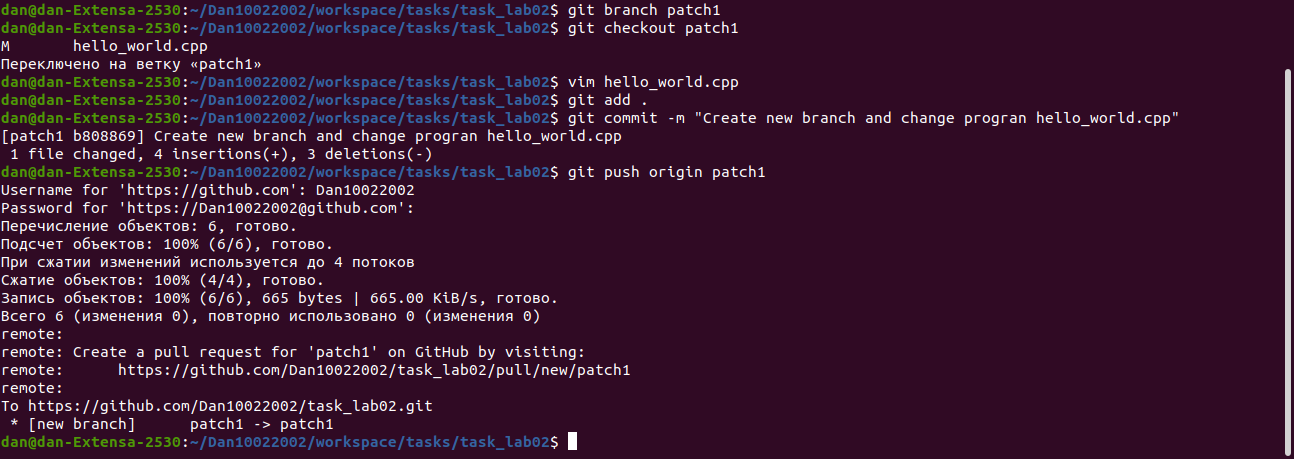 dan@dan-Extensa-2530:~/Dan10022002/workspace/tasks/task_lab02$ git branch patch1
dan@dan-Extensa-2530:~/Dan10022002/workspace/tasks/task_lab02$ git checkout patch1
M       hello_world.cpp
Переключено на ветку «patch1»
dan@dan-Extensa-2530:~/Dan10022002/workspace/tasks/task_lab02$ vim hello_world.cpp
dan@dan-Extensa-2530:~/Dan10022002/workspace/tasks/task_lab02$ git add .
dan@dan-Extensa-2530:~/Dan10022002/workspace/tasks/task_lab02$ git commit -m "Create new branch and change progran hello_world.cpp"
[patch1 b808869] Create new branch and change progran hello_world.cpp
 1 file changed, 4 insertions(+), 3 deletions(-)
dan@dan-Extensa-2530:~/Dan10022002/workspace/tasks/task_lab02$ git push origin patch1
Username for 'https://github.com': Dan10022002
Password for 'https://Dan10022002@github.com':
Перечисление объектов: 6, готово.
Подсчет объектов: 100% (6/6), готово.
При сжатии изменений используется до 4 потоков
Сжатие объектов: 100% (4/4), готово.
Запись объектов: 100% (6/6), 665 bytes | 665.00 KiB/s, готово.
Всего 6 (изменения 0), повторно использовано 0 (изменения 0)
remote:
remote: Create a pull request for 'patch1' on GitHub by visiting:
remote:      https://github.com/Dan10022002/task_lab02/pull/new/patch1
remote:
To https://github.com/Dan10022002/task_lab02.git
 * [new branch]      patch1 -> patch1
dan@dan-Extensa-2530:~/Dan10022002/workspace/tasks/task_lab02$